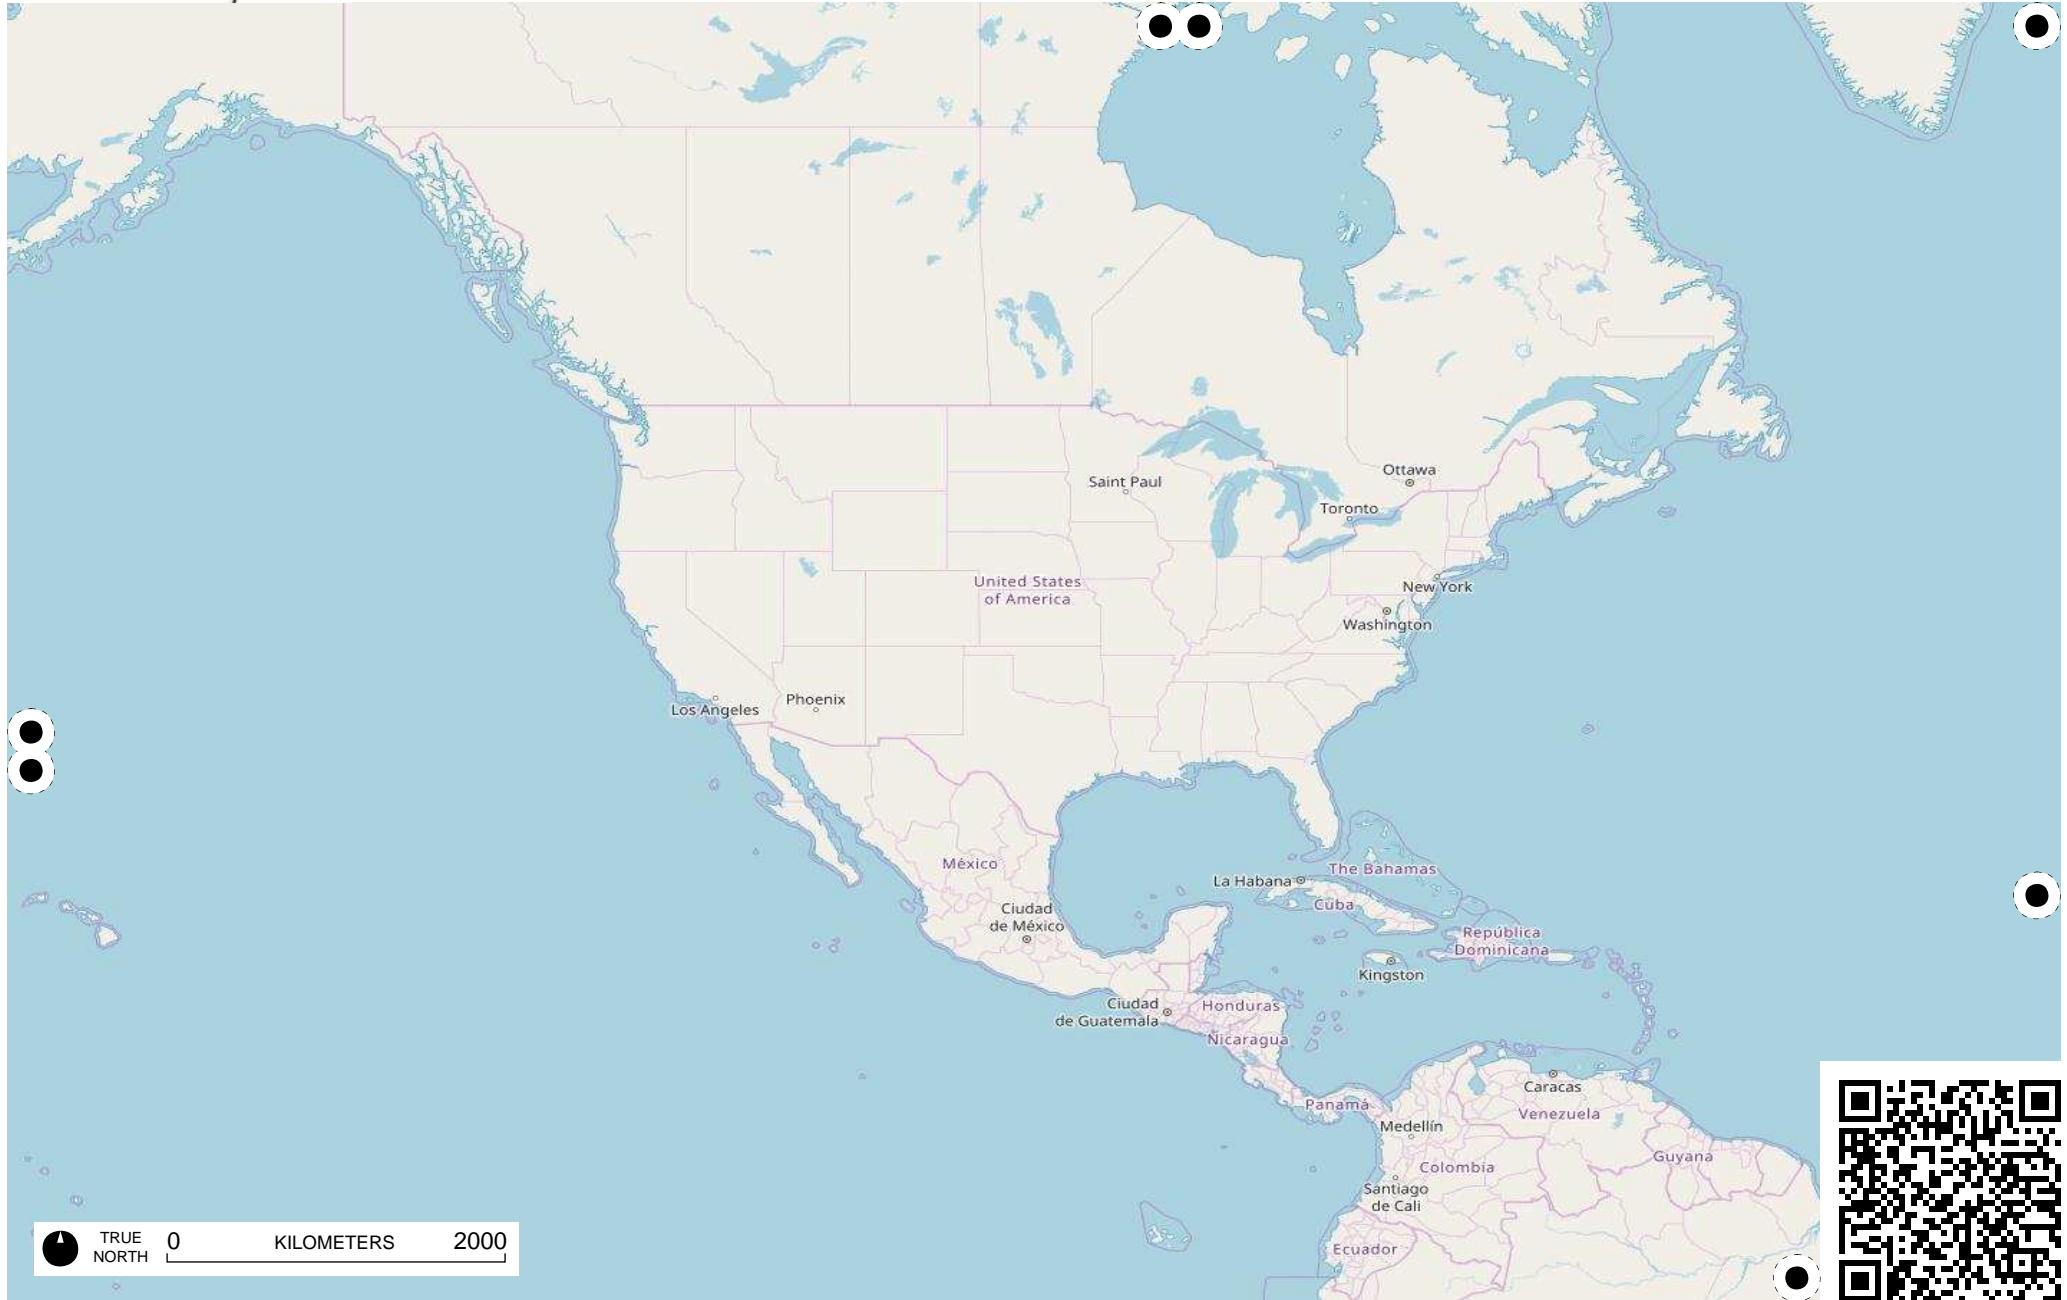 Ottawa
Saint Paul
Toronto
United States
of America
New York
Washington
Phoenix
Los Angeles
México
The Bahamas
La Habana
Cuba
Ciudad
de México
República
Dominicana
Kingston
Ciudad
de Guatemala
Honduras
Nicaragua
Caracas
Panamá
Venezuela
Medellín
Guyana
Colombia
Santiago
de Cali
Ecuador
TRUE
NORTH
0 KILOMETERS 2000